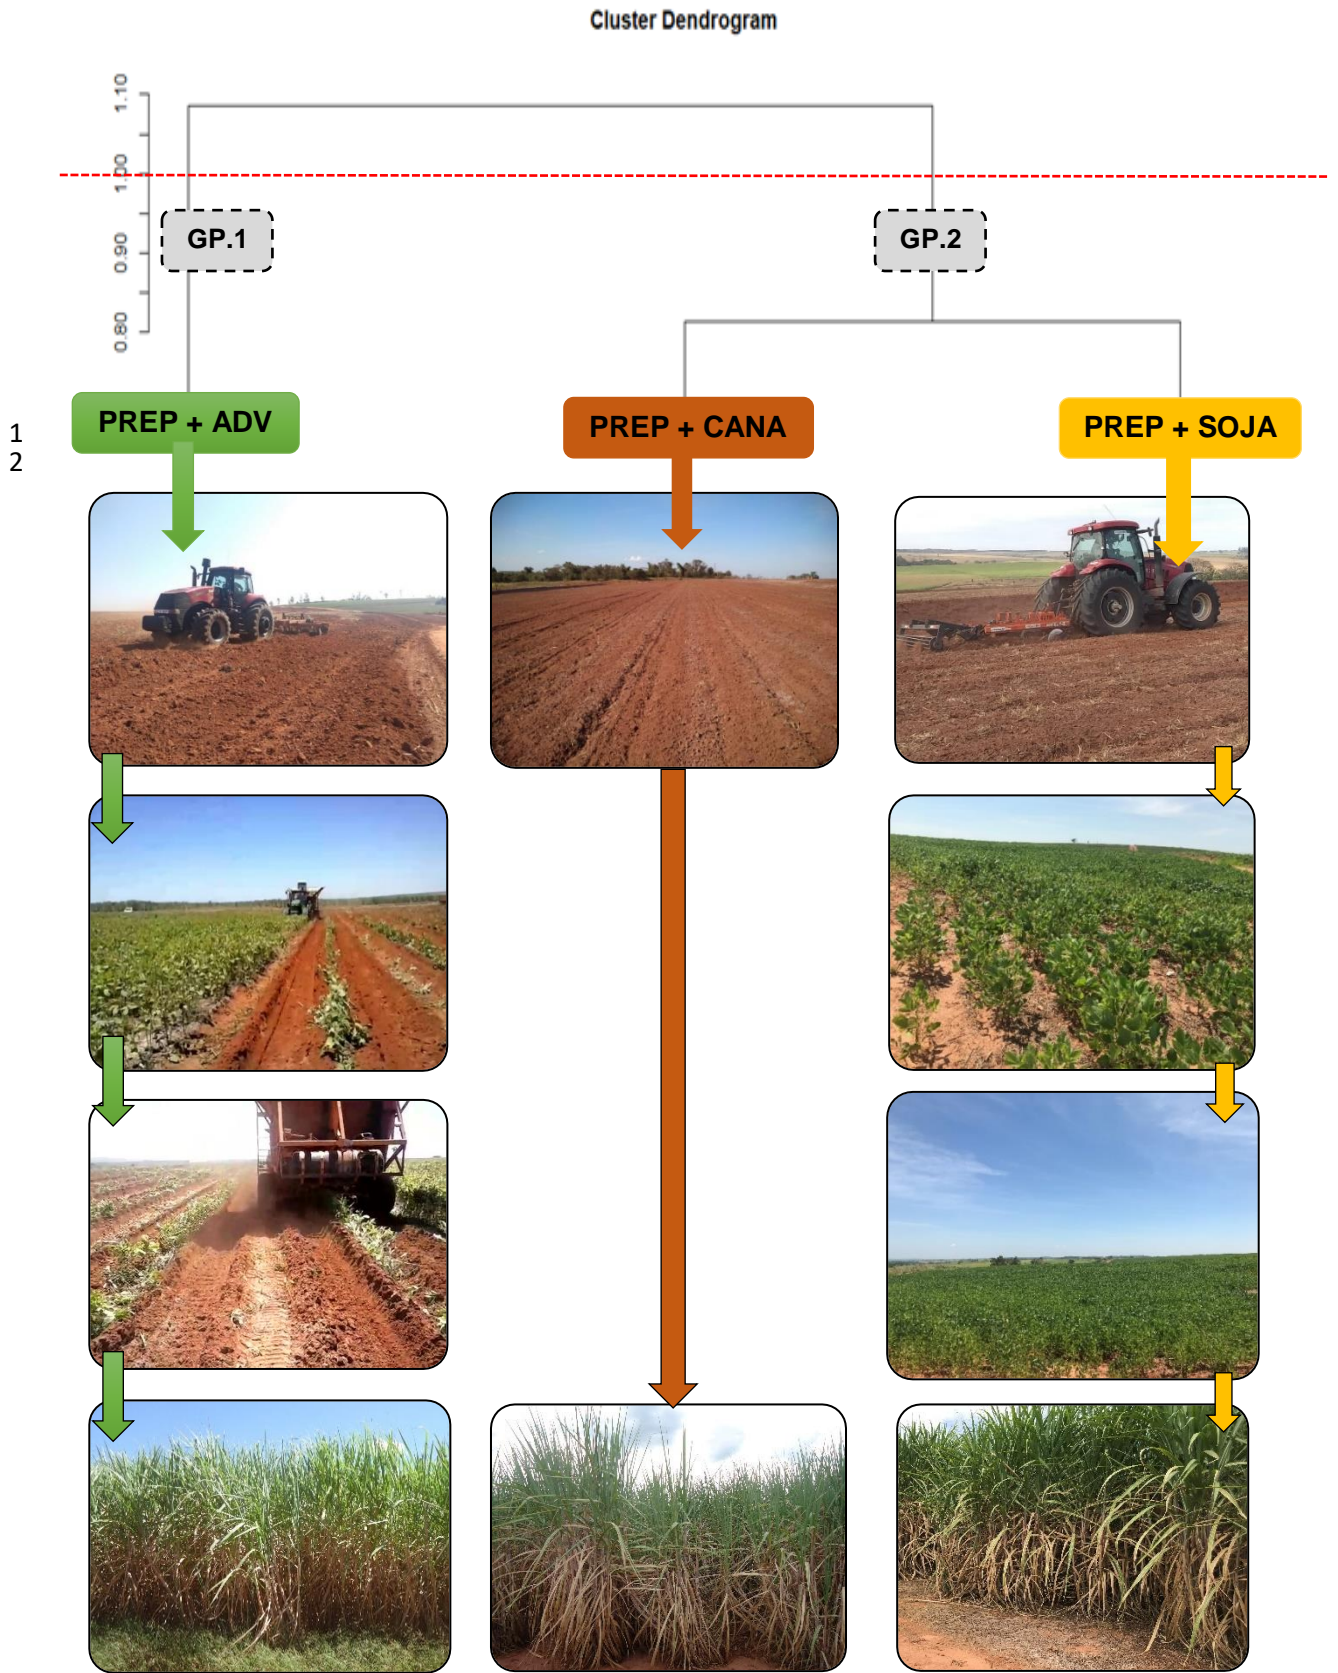 Cluster Dendrogram
1.10
1.00
0.90
0.80
GP.1
GP.2
PREP + ADV
PREP + CANA
PREP + SOJA
1
2